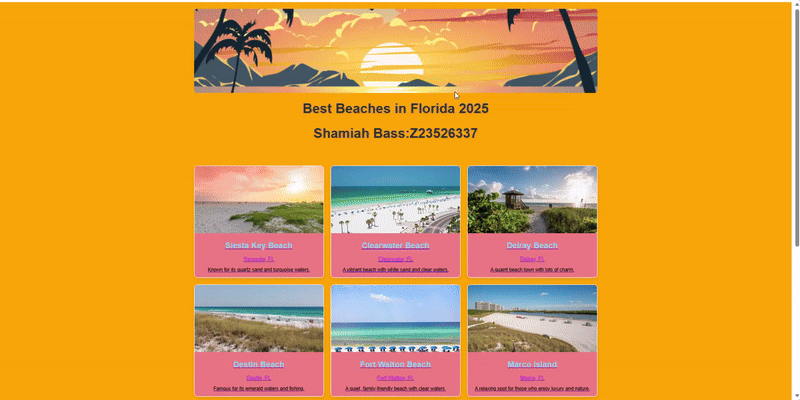 Best Beaches in Florida 2025
Shamiah Bass:Z23526337
Siesta Key Beach
Sarasota, FL
Known for its quartz sand and turquoise waters.
Clearwater Beach
Clearwater, FL
A vibrant beach with white sand and clear waters.
Delray Beach
Delray, FL
A quaint beach town with lots of charm.
Destin Beach
Destin, FL
Famous for its emerald waters and fishing.
Fort Walton Beach
Fort Walton, FL
A quiet, family-friendly beach with clear waters.
Marco Island
Marco, FL
A relaxing spot for those who enjoy luxury and nature.